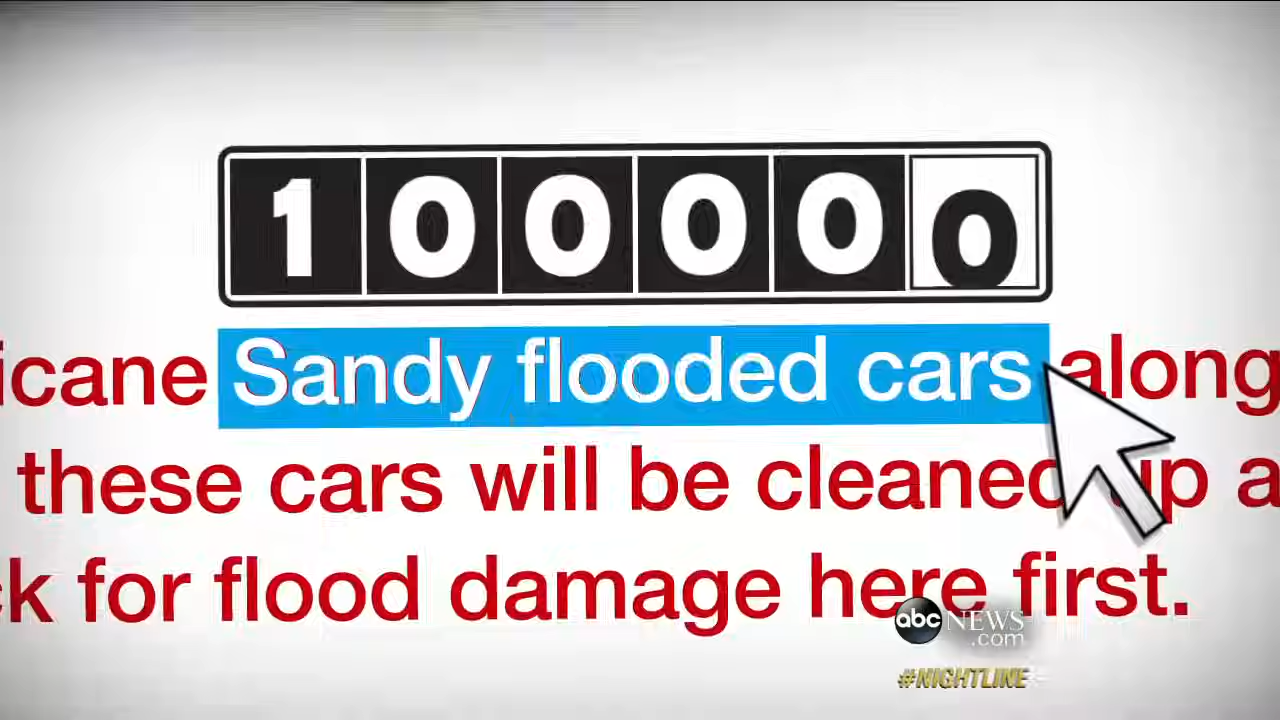 100000
icane Sandy flooded cars along
these cars will be cleaned up a
ck for flood damage here first.
abc NEWS
.com
#NIGHTLINE